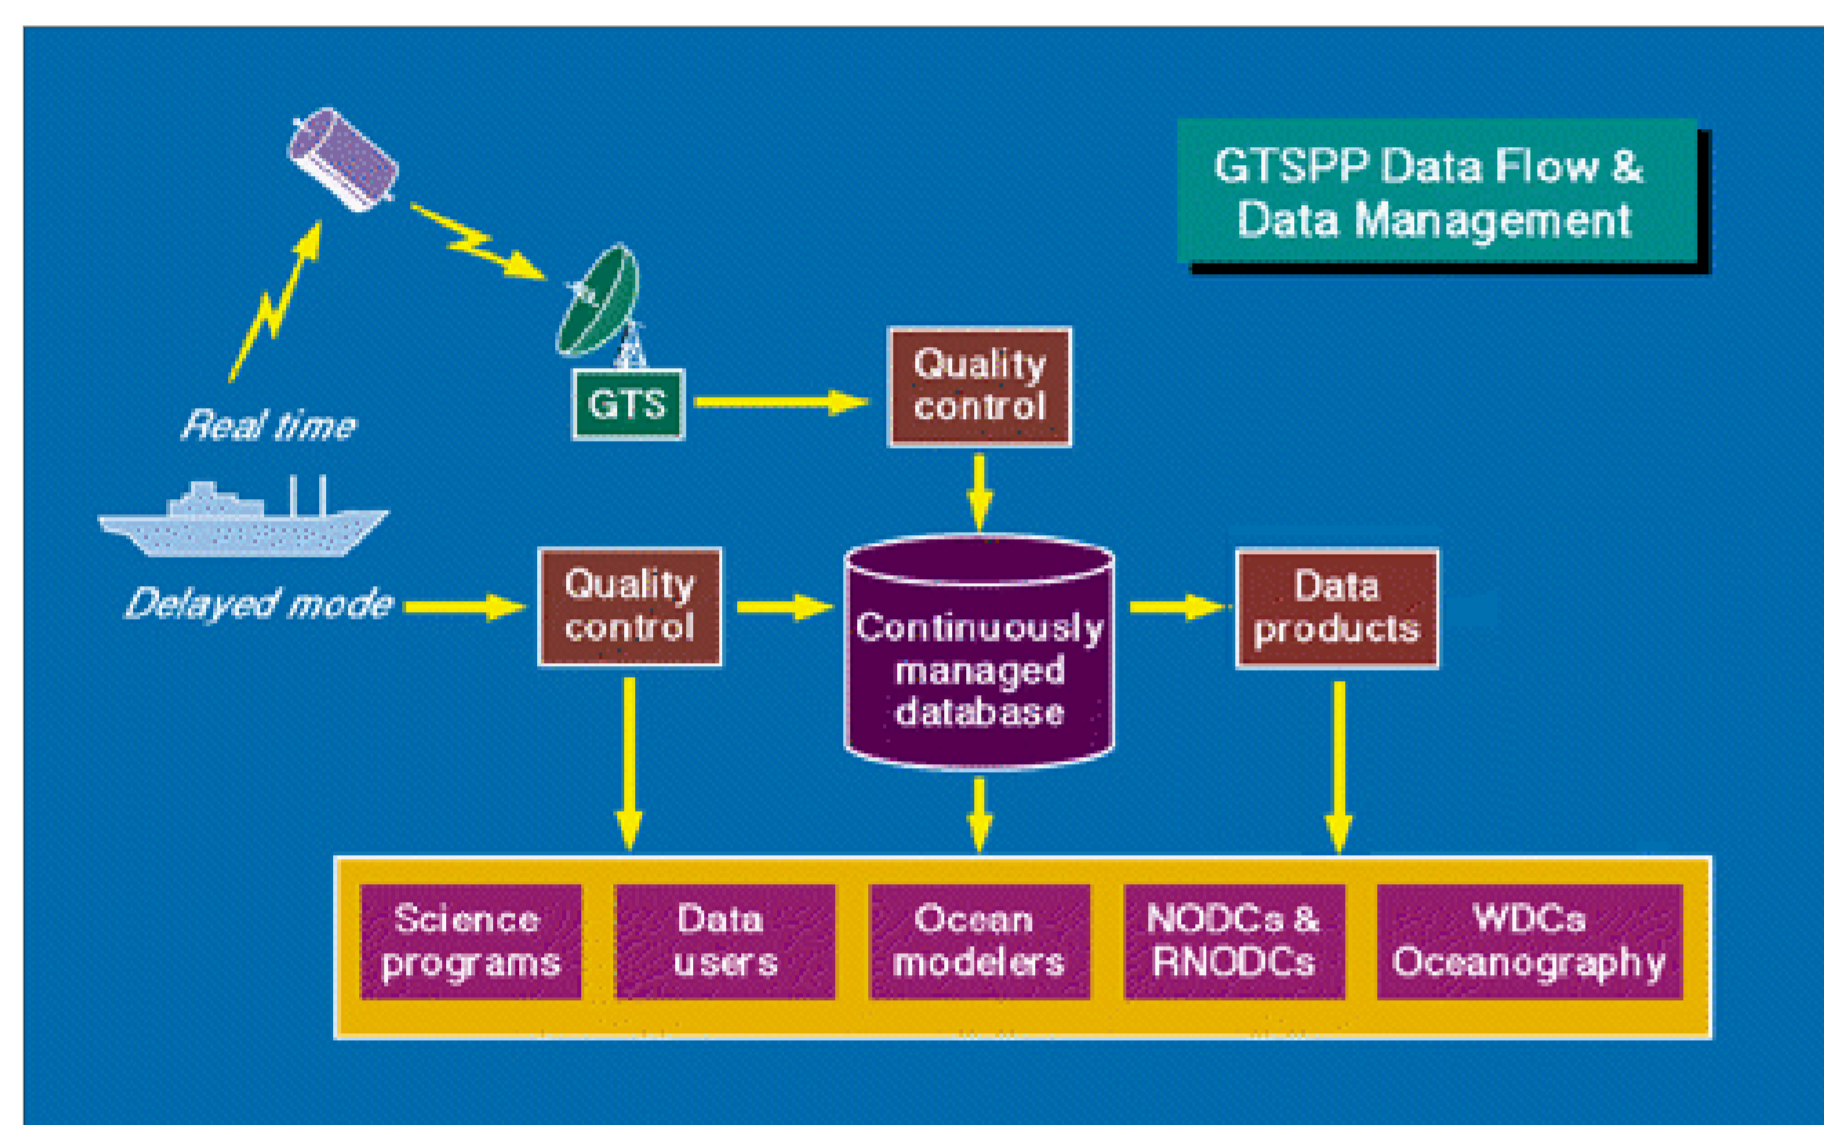 GTSPP Data Flow &
Data Management
Real time
GTS
Quality
control
Delayed mode
Quality
control
Continuously
managed
database
Data
products
Science
programs
Data
users
Ocean
modelers
NODCs &
RNODCs
WDCs
Oceanography